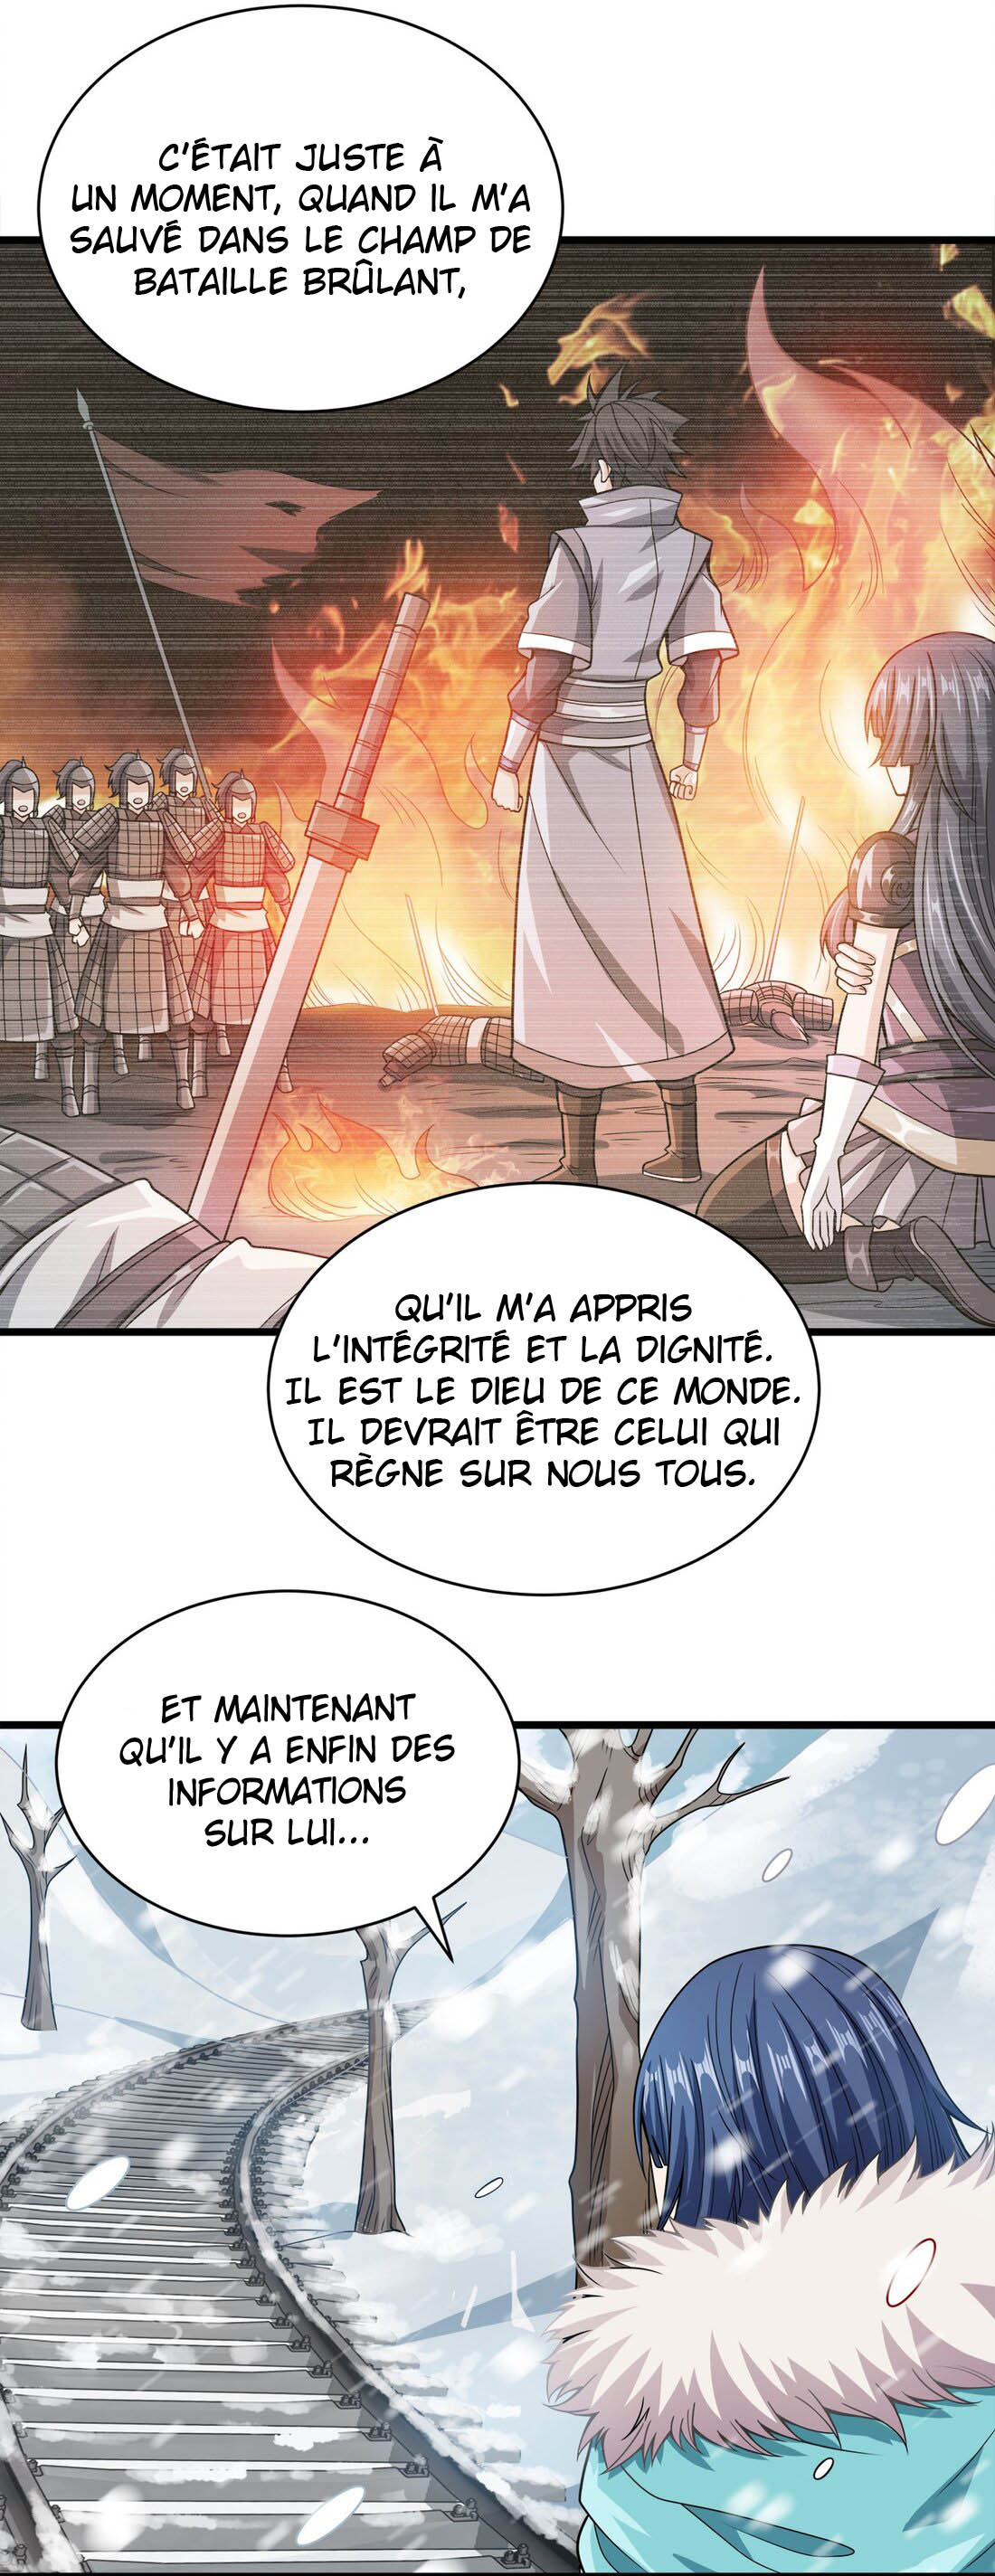 C'ÉTAIT JUSTE À
UN MOMENT, QUAND IL M'A
SAUVÉ DANS LE CHAMP DE
BATAILLE BRÛLANT,
QU'IL M'A APPRIS
L'INTÉGRITÉ ET LA DIGNITÉ.
IL EST LE DIEU DE CE MONDE.
IL DEVRAIT ÊTRE CELUI QUI
RÈGNE SUR NOUS TOUS.
ET MAINTENANT
QU'IL Y A ENFIN DES
INFORMATIONS
SUR LUI...